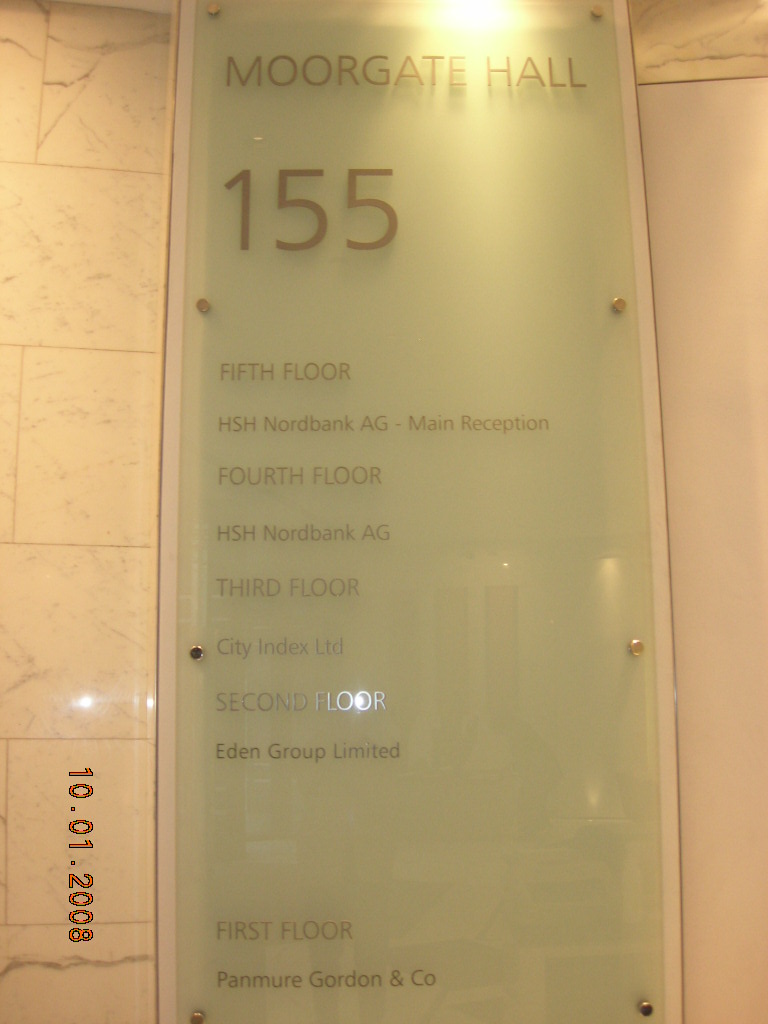 MOORGATE HALL
155
FIFTH FLOOR
HSH Nordbank AG - Main Reception
FOURTH FLOOR
HSH Nordbank AG
THIRD FLOOR
City Index Ltd
SECOND FLOOR
Eden Group Limited
FIRST FLOOR
Panmure Gordon & Co
10.01.2008